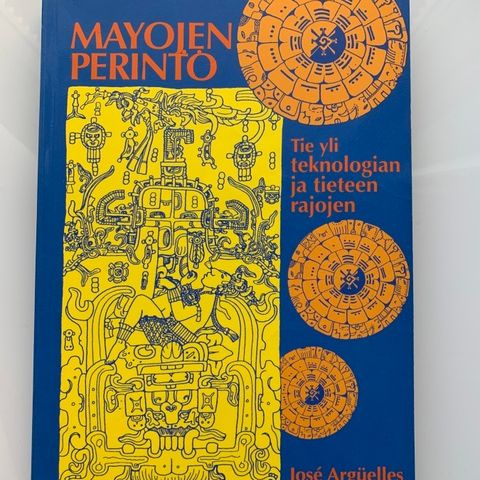 MAYOJEN
PERINTÖ
Tie yli
teknologian
ja tieteen
rajojen
José Argüelles